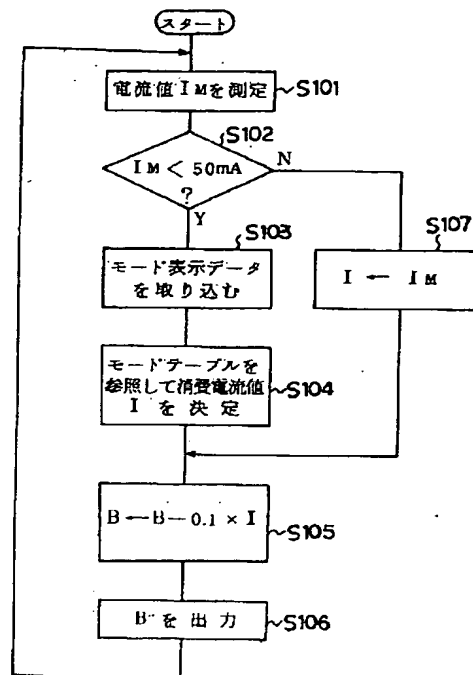 スタート
電流値 IMを測定
S101
S102
IM < 50mA
?
N
Y
S103
モード表示データ
を取り込む
S107
I ← IM
モードテーブルを
参照して消費電流値
I を決定
S104
B←B－0.1 × I
S105
B を出力
S106